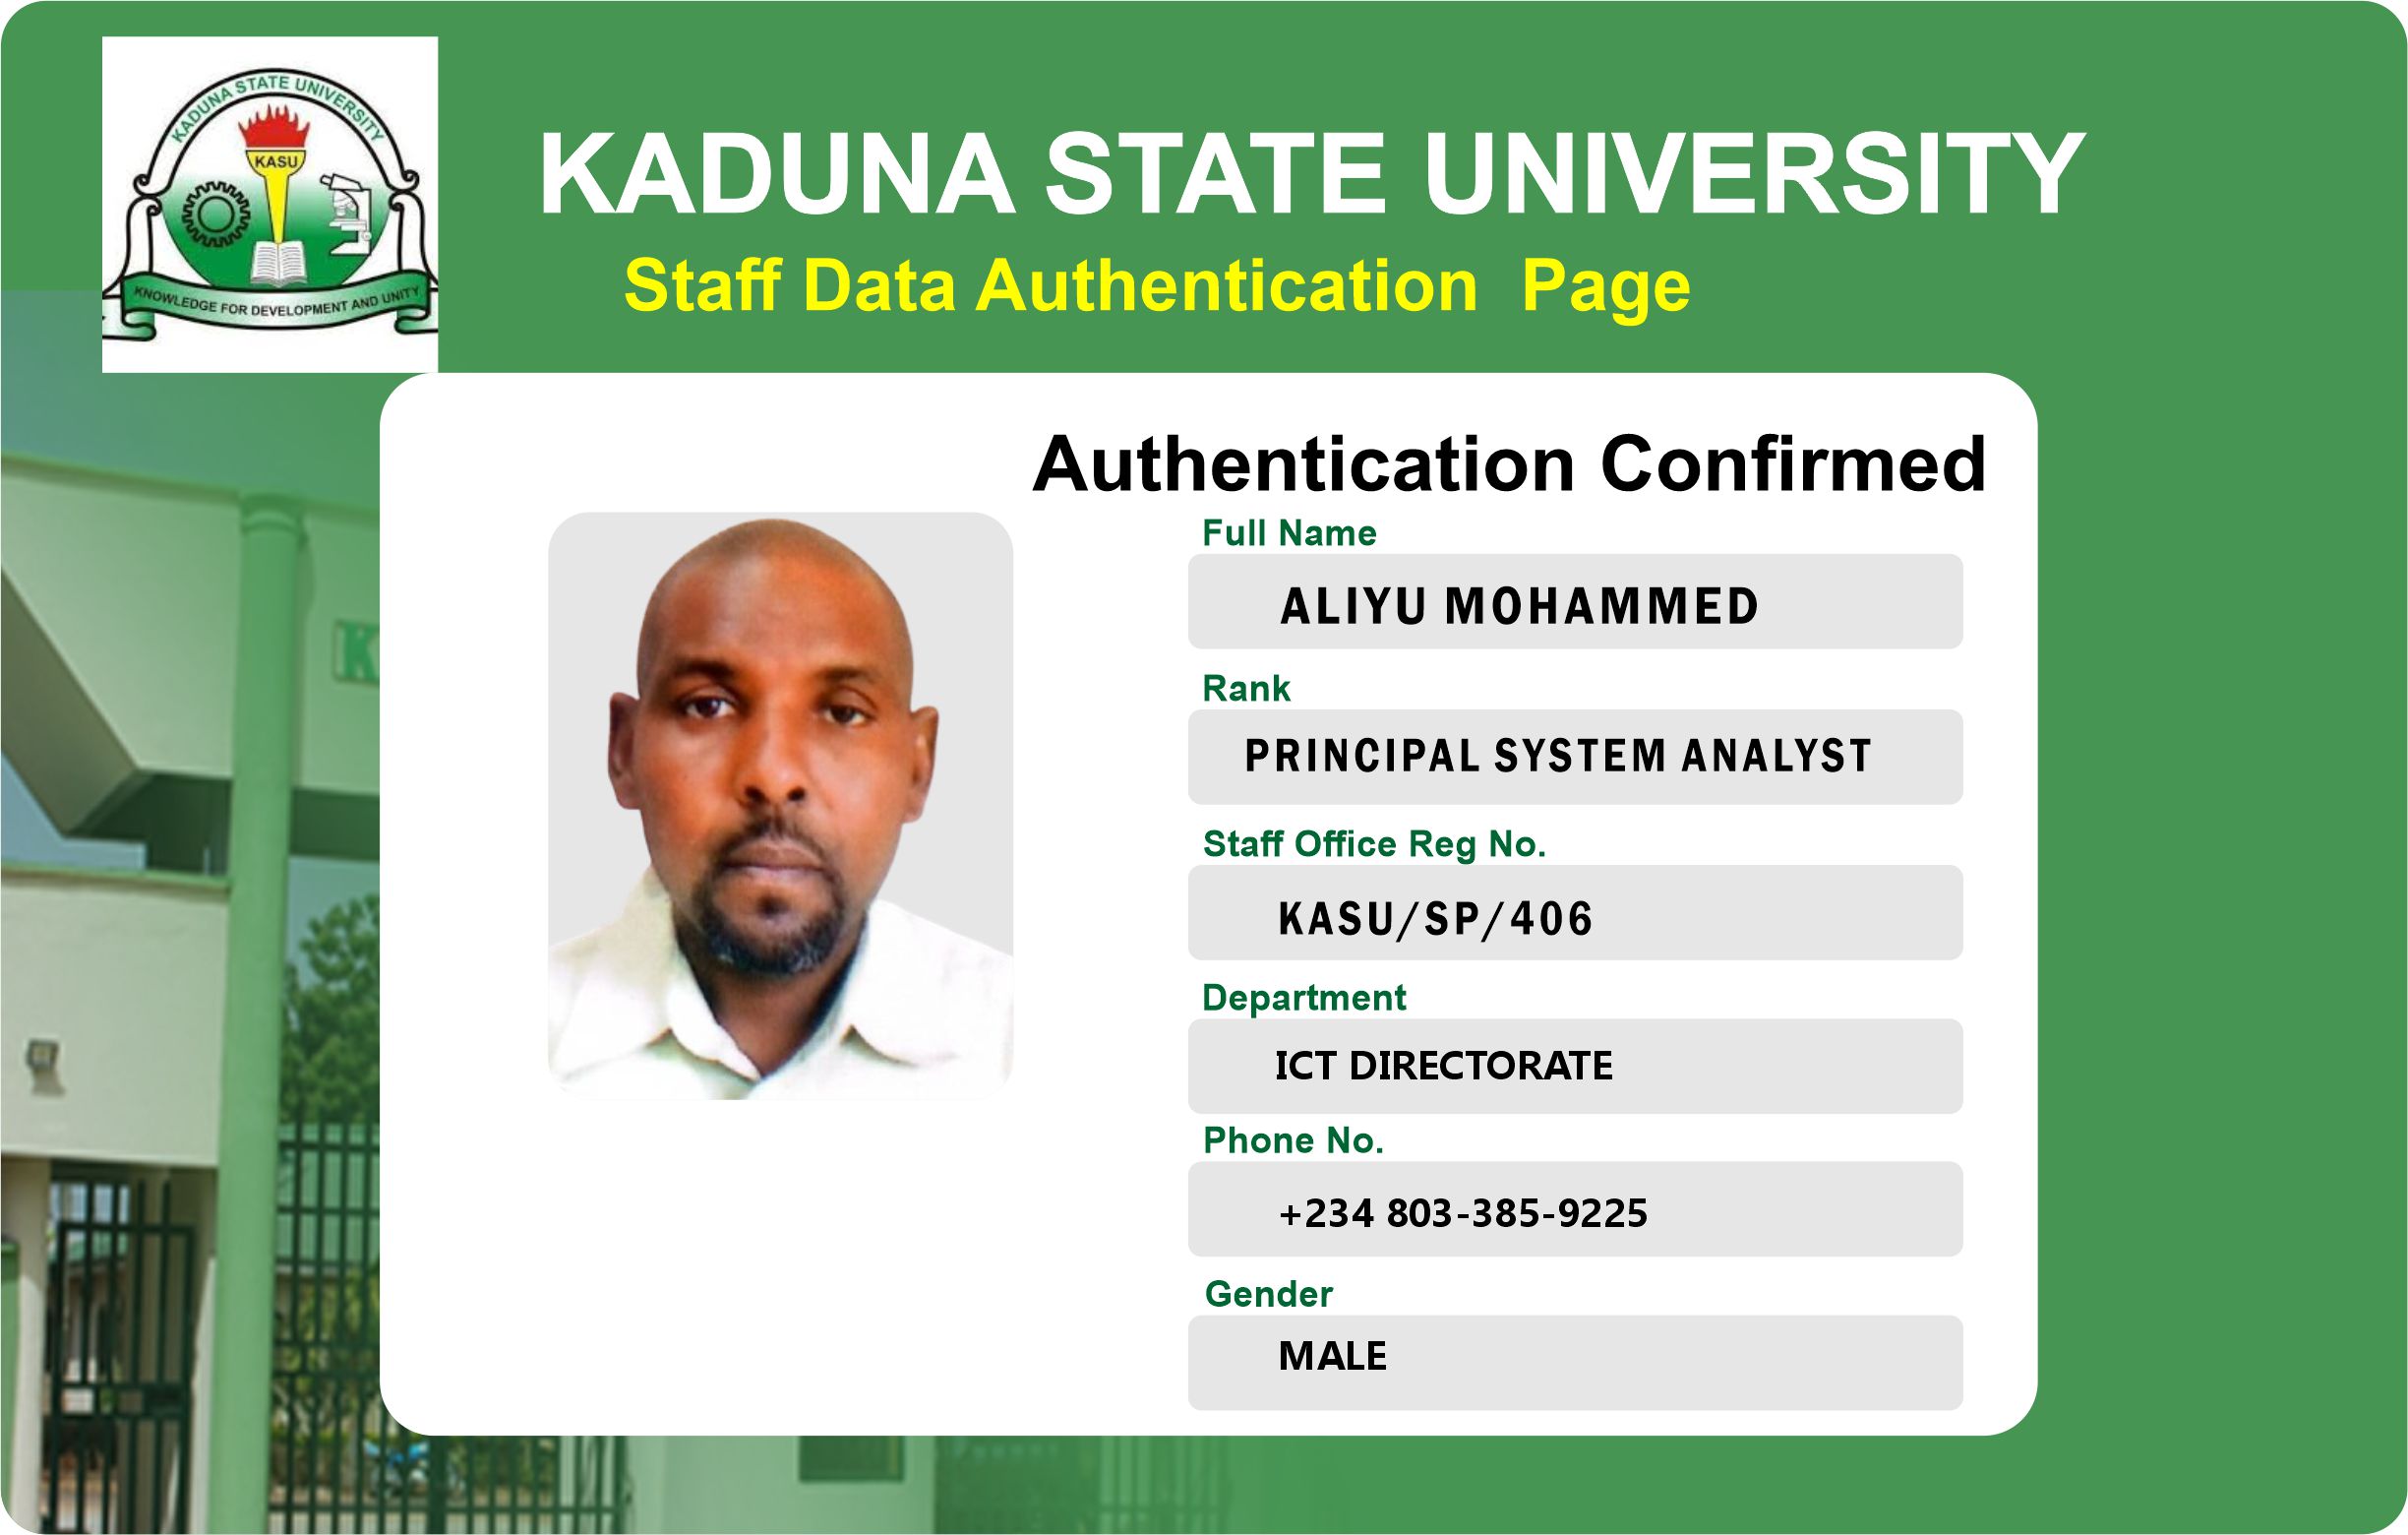 KADUNA STATE UNIVERSITY
KASU
KNOWLEDGE FOR DEVELOPMENT AND UNITY
KADUNA STATE UNIVERSITY
Staff Data Authentication Page
K
Authentication Confirmed
Full Name
ALIYU MOHAMMED
Rank
PRINCIPAL SYSTEM ANALYST
Staff Office Reg No.
KASU/SP/406
Department
ICT DIRECTORATE
Phone No.
+234 803-385-9225
Gender
MALE